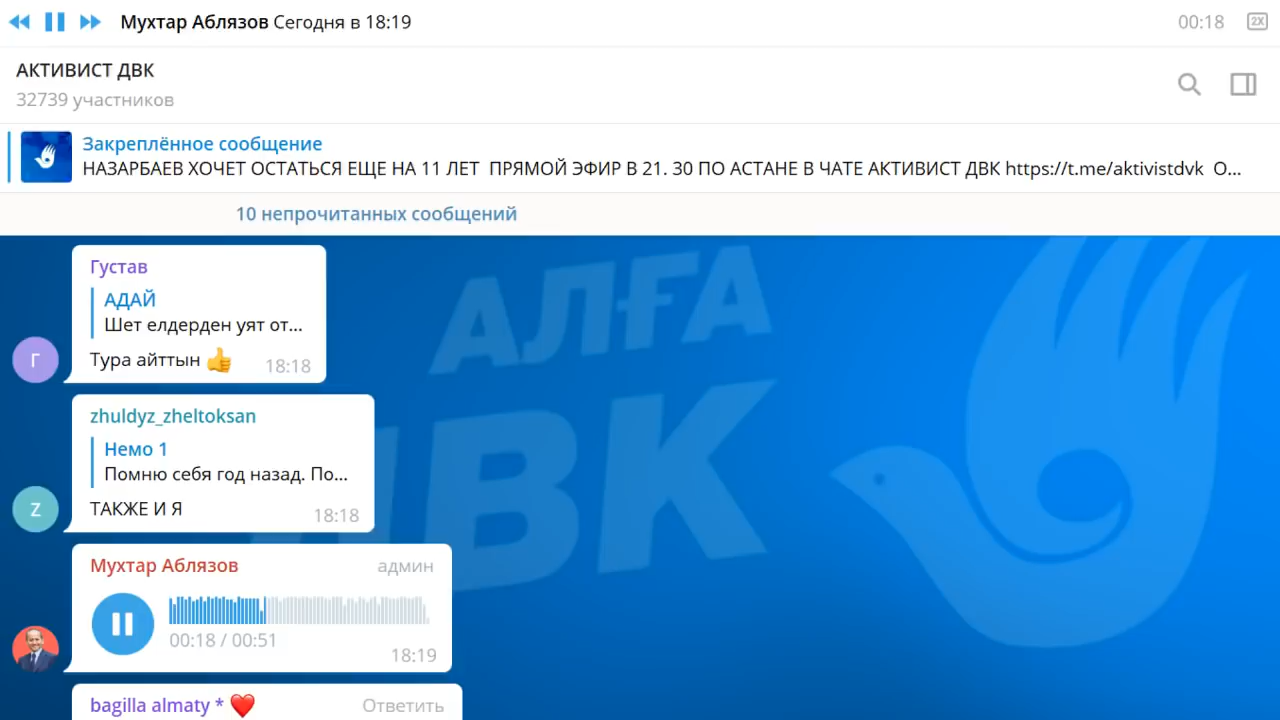 Мухтар Аблязов Сегодня в 18:19
00:18
2X
АКТИВИСТ ДВК
32739 участников
Закреплённое сообщение
НАЗАРБАЕВ ХОЧЕТ ОСТАТЬСЯ ЕЩЕ НА 11 ЛЕТ ПРЯМОЙ ЭФИР В 21. 30 ПО АСТАНЕ В ЧАТЕ АКТИВИСТ ДВК https://t.me/aktivistdvk О...
10 непрочитанных сообщений
АЛҒА
ДВК
Густав
АДАЙ
Шет елдерден уят от...
Г
Тура айттын 👍
18:18
zhuldyz_zheltoksan
Немо 1
Помню себя год назад. По...
Z
ТАКЖЕ И Я
18:18
Мухтар Аблязов админ
00:18 / 00:51
18:19
bagilla almaty * ❤️ Ответить